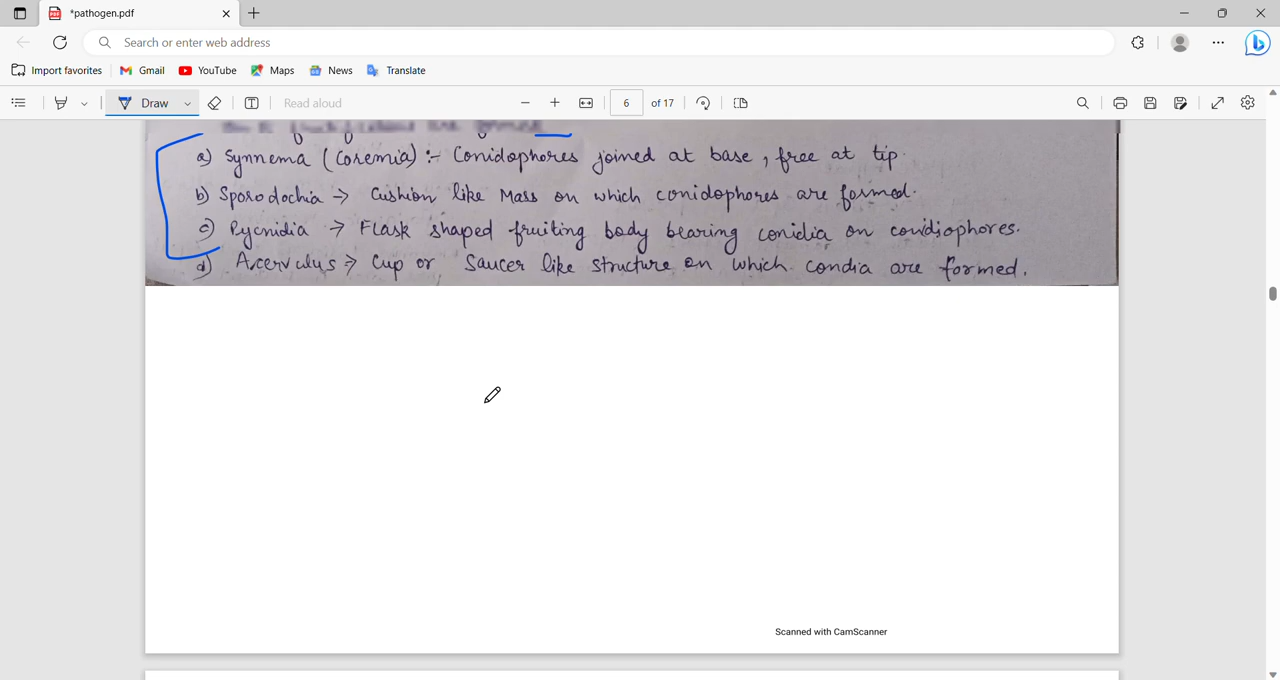 *pathogen.pdf
Search or enter web address
Import favorites Gmail YouTube Maps News Translate
Draw Read aloud 6 of 17
a) Synnema (Coremia) :- Conidophores joined at base, free at tip.
b) Sporodochia → Cushion like Mass on which conidophores are formed.
c) Pycnidia → Flask shaped fruiting body bearing conidia on condiophores.
d) Acervulus → Cup or Saucer like structure on which condia are formed.
Scanned with CamScanner